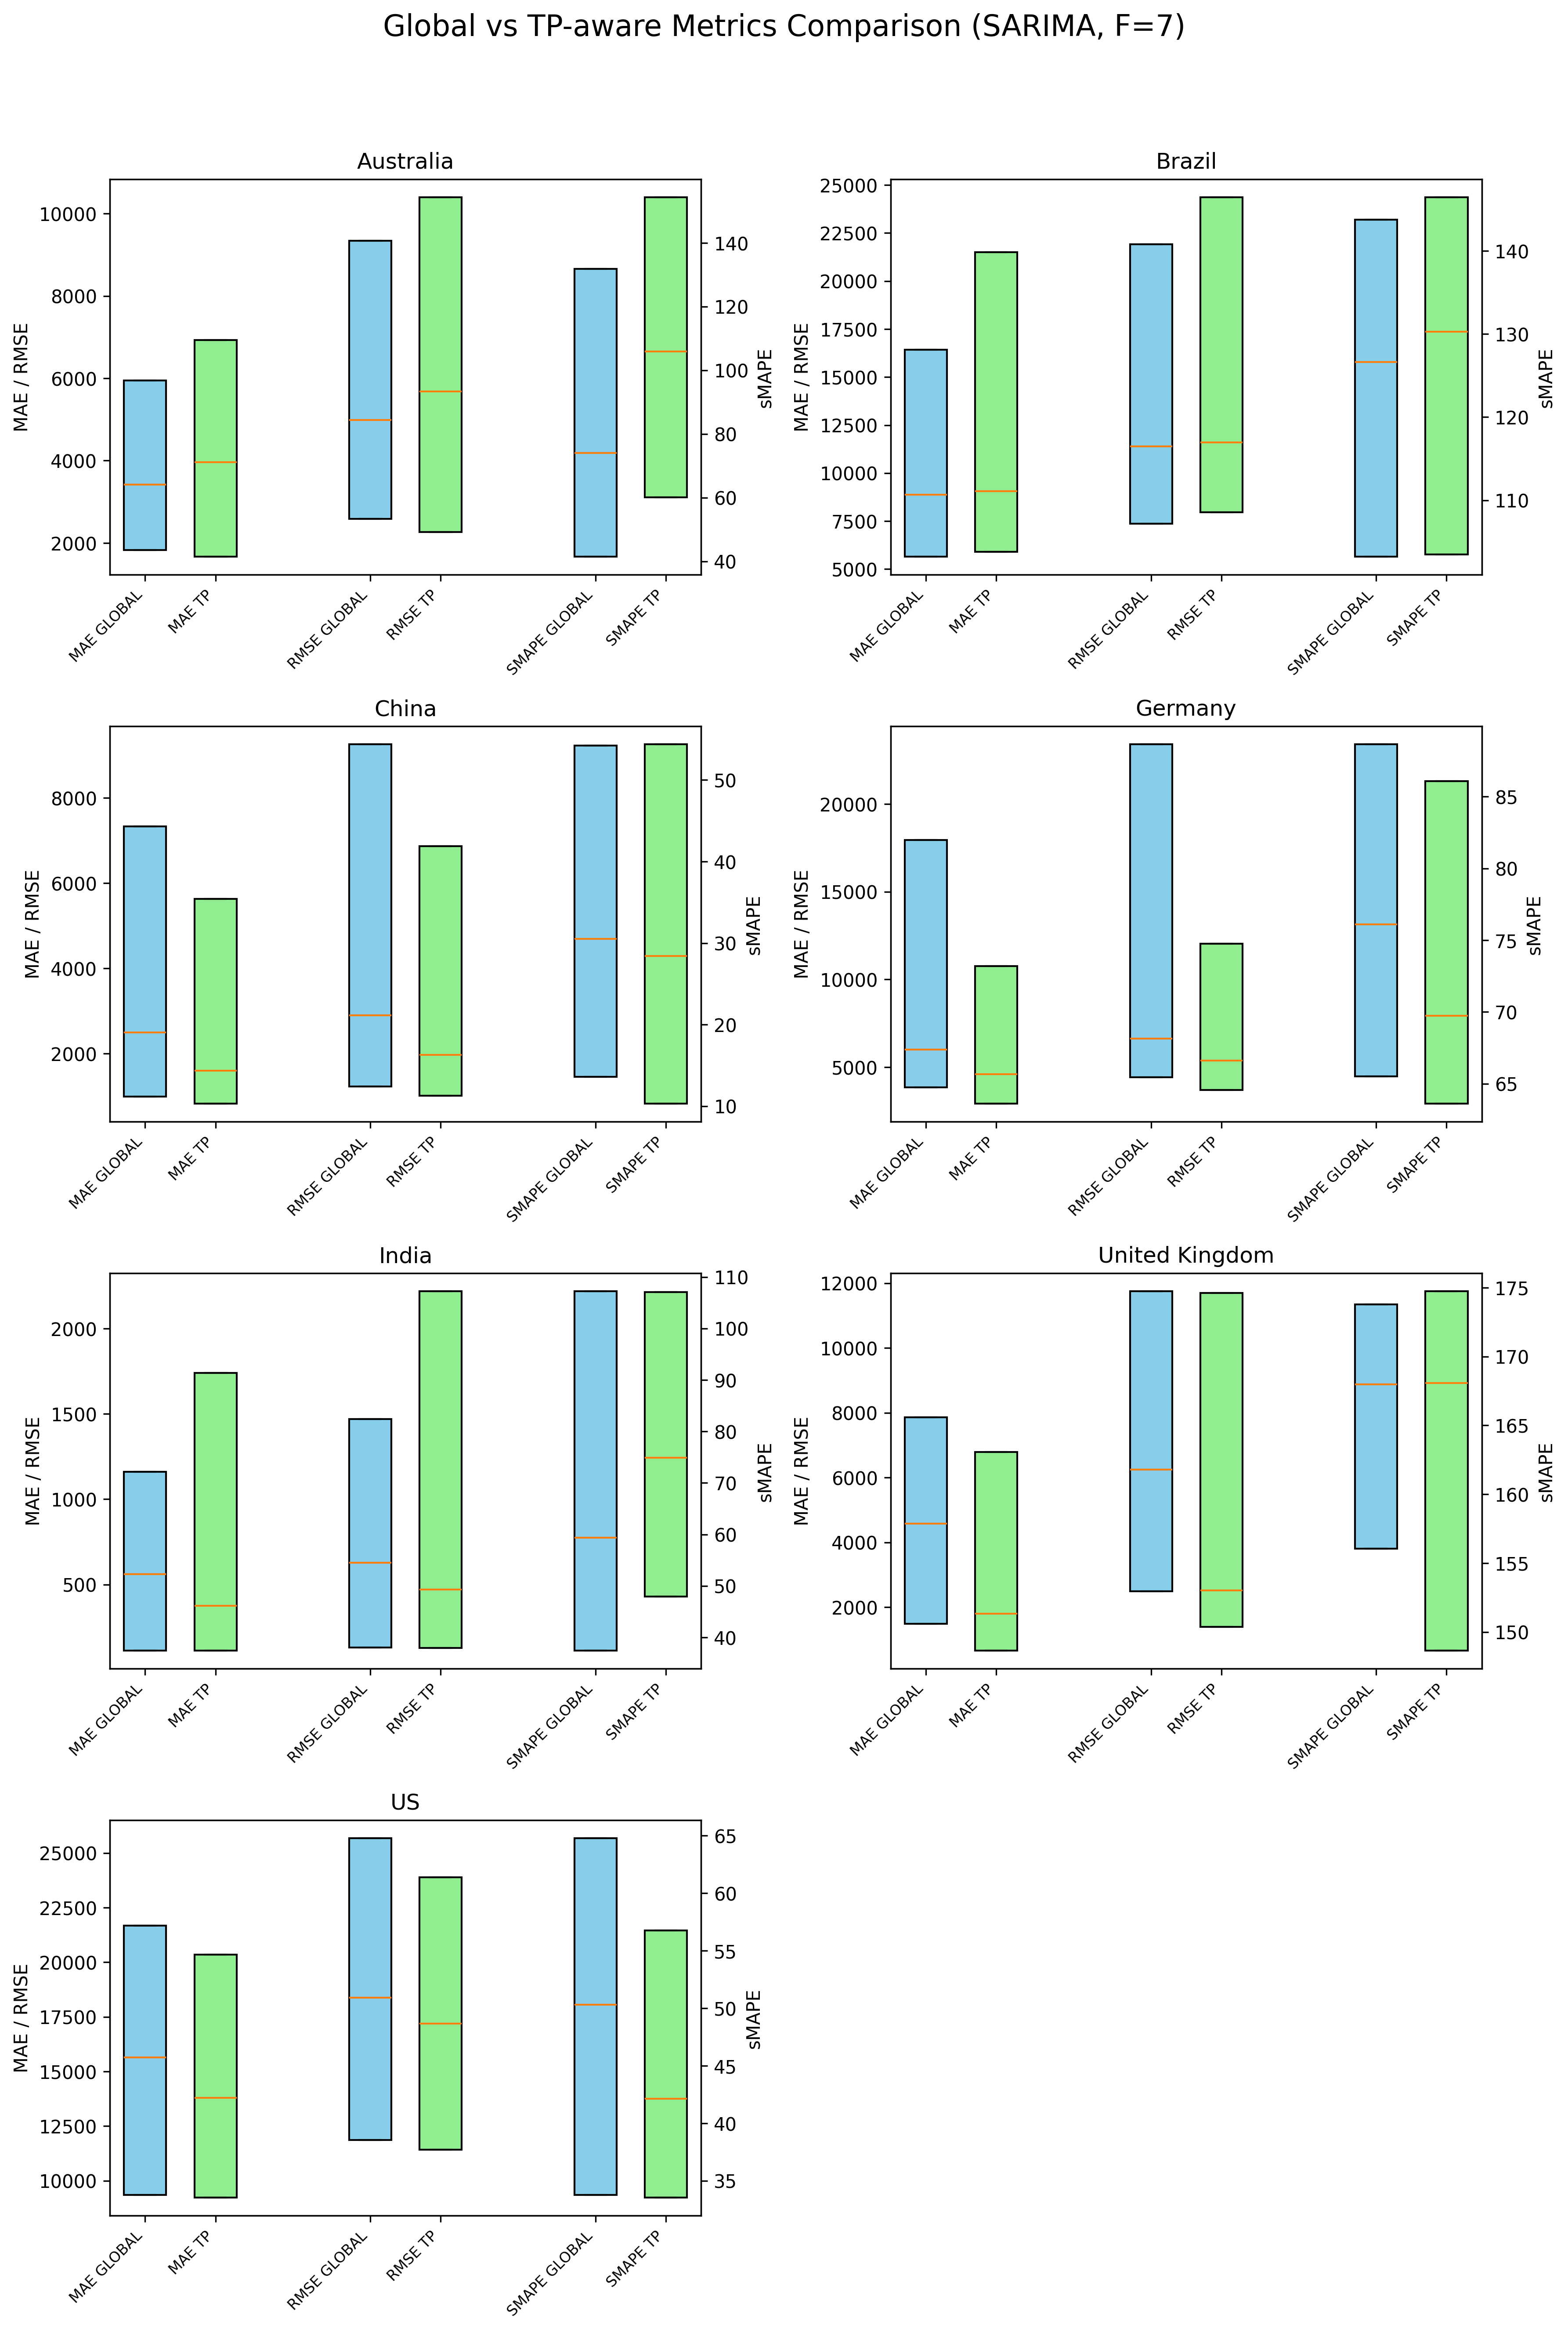 Global vs TP-aware Metrics Comparison (SARIMA, F=7)
Australia
MAE / RMSE
10000
8000
6000
4000
2000
140
120
100
80
60
40
sMAPE
MAE GLOBAL
MAE TP
RMSE GLOBAL
RMSE TP
SMAPE GLOBAL
SMAPE TP
Brazil
MAE / RMSE
25000
22500
20000
17500
15000
12500
10000
7500
5000
140
130
120
110
sMAPE
MAE GLOBAL
MAE TP
RMSE GLOBAL
RMSE TP
SMAPE GLOBAL
SMAPE TP
China
MAE / RMSE
8000
6000
4000
2000
50
40
30
20
10
sMAPE
MAE GLOBAL
MAE TP
RMSE GLOBAL
RMSE TP
SMAPE GLOBAL
SMAPE TP
Germany
MAE / RMSE
20000
15000
10000
5000
85
80
75
70
65
sMAPE
MAE GLOBAL
MAE TP
RMSE GLOBAL
RMSE TP
SMAPE GLOBAL
SMAPE TP
India
MAE / RMSE
2000
1500
1000
500
110
100
90
80
70
60
50
40
sMAPE
MAE GLOBAL
MAE TP
RMSE GLOBAL
RMSE TP
SMAPE GLOBAL
SMAPE TP
United Kingdom
MAE / RMSE
12000
10000
8000
6000
4000
2000
175
170
165
160
155
150
sMAPE
MAE GLOBAL
MAE TP
RMSE GLOBAL
RMSE TP
SMAPE GLOBAL
SMAPE TP
US
MAE / RMSE
25000
22500
20000
17500
15000
12500
10000
65
60
55
50
45
40
35
sMAPE
MAE GLOBAL
MAE TP
RMSE GLOBAL
RMSE TP
SMAPE GLOBAL
SMAPE TP